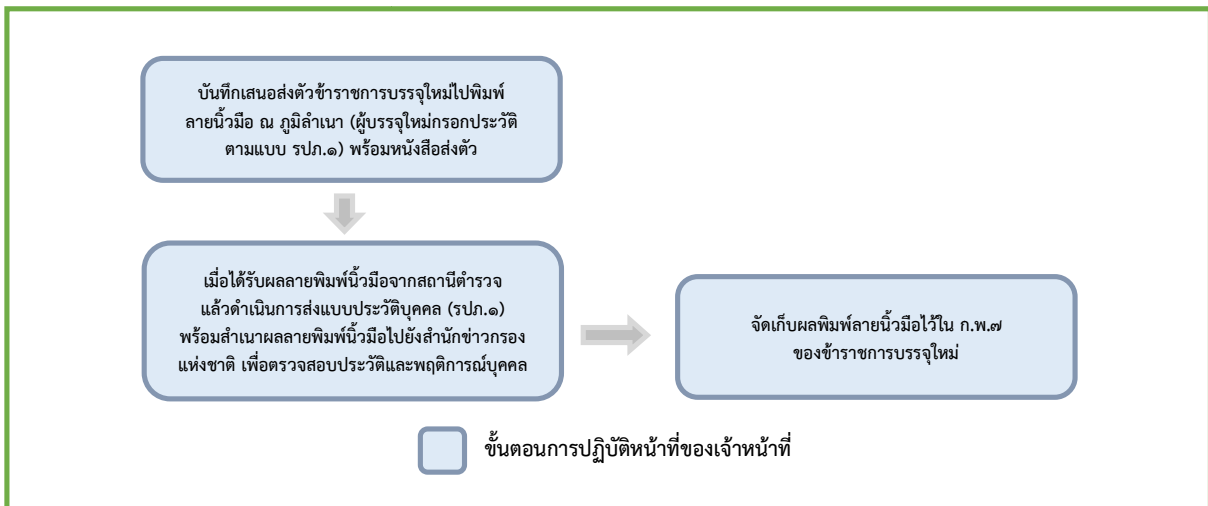 บันทึกเสนอส่งตัวข้าราชการบรรจุใหม่ไปพิมพ์
ลายนิ้วมือ ณ ภูมิลำเนา (ผู้บรรจุใหม่กรอกประวัติ
ตามแบบ รปภ.๑) พร้อมหนังสือส่งตัว
เมื่อได้รับผลลายพิมพ์นิ้วมือจากสถานีตำรวจ
แล้วดำเนินการส่งแบบประวัติบุคคล (รปภ.๑)
พร้อมสำเนาผลลายพิมพ์นิ้วมือไปยังสำนักข่าวกรอง
แห่งชาติ เพื่อตรวจสอบประวัติและพฤติการณ์บุคคล
จัดเก็บผลพิมพ์ลายนิ้วมือไว้ใน ก.พ.๗
ของข้าราชการบรรจุใหม่
ขั้นตอนการปฏิบัติหน้าที่ของเจ้าหน้าที่